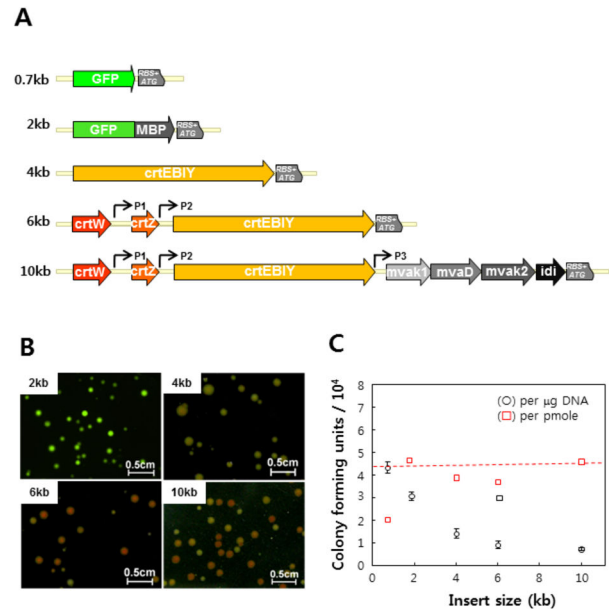 A
0.7kb GFP RBS+ ATG
2kb GFP MBP RBS+ ATG
4kb crtEBIY RBS+ ATG
6kb crtW P1 crtZ P2 crtEBIY RBS+ ATG
10kb crtW P1 crtZ P2 crtEBIY P3 mvak1 mvaD mvak2 idi RBS+ ATG
B
2kb 0.5cm
4kb 0.5cm
6kb 0.5cm
10kb 0.5cm
C
Colony forming units / 10⁴
8
7
6
5
4
3
2
1
0
(○) per μg DNA
(□) per pmole
0 2 4 6 8 10
Insert size (kb)